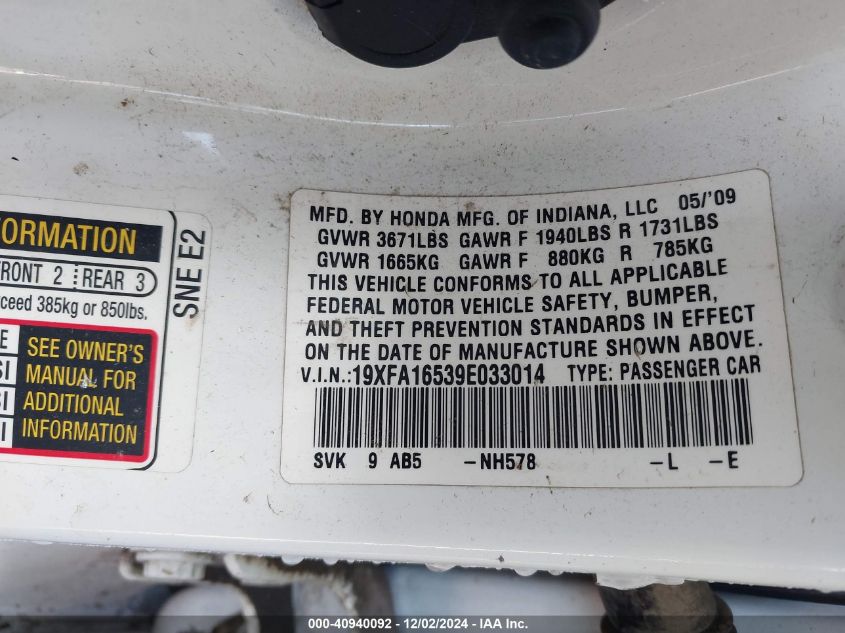 ORMATION
FRONT 2 REAR 3
ceed 385kg or 850lbs.
E
SI
SI
I
SEE OWNER'S
MANUAL FOR
ADDITIONAL
INFORMATION
SNE E2
MFD. BY HONDA MFG. OF INDIANA, LLC 05/'09
GVWR 3671LBS GAWR F 1940LBS R 1731LBS
GVWR 1665KG GAWR F 880KG R 785KG
THIS VEHICLE CONFORMS TO ALL APPLICABLE
FEDERAL MOTOR VEHICLE SAFETY, BUMPER,
AND THEFT PREVENTION STANDARDS IN EFFECT
ON THE DATE OF MANUFACTURE SHOWN ABOVE.
V.I.N.:19XFA16539E033014 TYPE: PASSENGER CAR
SVK 9 AB5 -NH578 -L -E
000-40940092 - 12/02/2024 - IAA Inc.